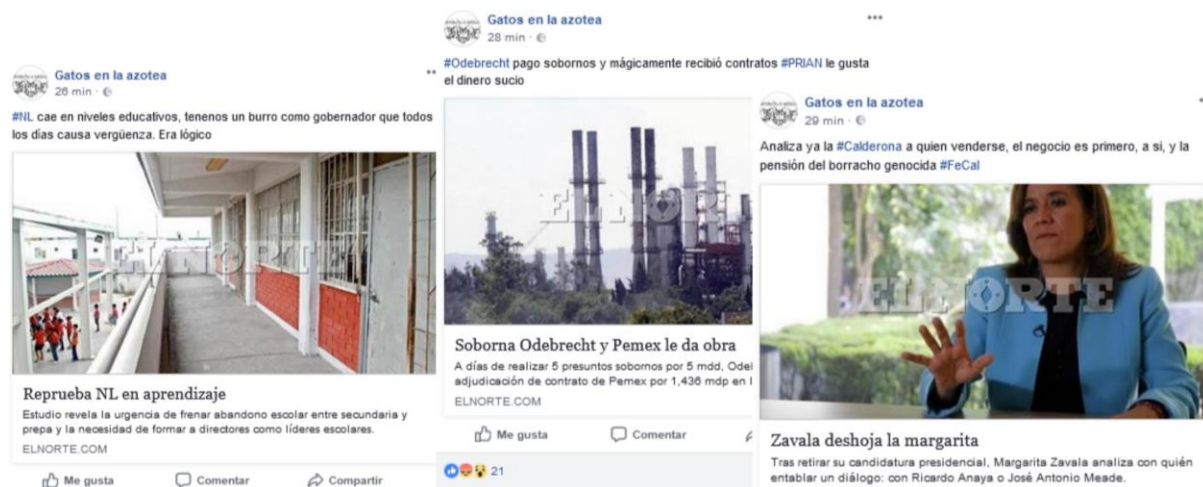 Gatos en la azotea
26 min
#NL cae en niveles educativos, tenenos un burro como gobernador que todos
los días causa vergüenza. Era lógico
EL NORTE
Reprueba NL en aprendizaje
Estudio revela la urgencia de frenar abandono escolar entre secundaria y
prepa y la necesidad de formar a directores como líderes escolares.
ELNORTE.COM
Me gusta Comentar Compartir
Gatos en la azotea
28 min
#Odebrecht pago sobornos y mágicamente recibió contratos #PRIAN le gusta
el dinero sucio
EL NORTE
Soborna Odebrecht y Pemex le da obra
A días de realizar 5 presuntos sobornos por 5 mdd, Odel
adjudicación de contrato de Pemex por 1,436 mdp en
ELNORTE.COM
Me gusta Comentar
21
Gatos en la azotea
29 min
Analiza ya la #Calderona a quien venderse, el negocio es primero, a si, y la
pensión del borracho genocida #FeCal
EL NORTE
Zavala deshoja la margarita
Tras retirar su candidatura presidencial, Margarita Zavala analiza con quién
entablar un diálogo: con Ricardo Anaya o José Antonio Meade.